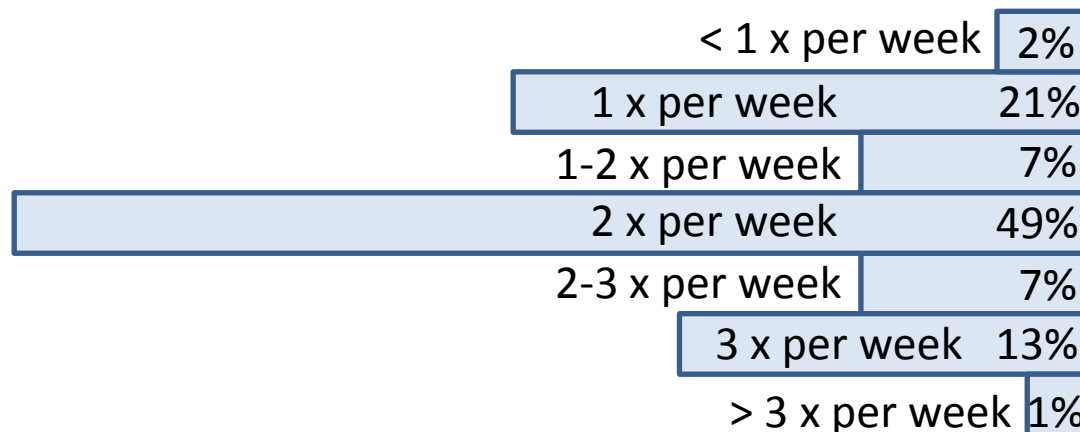 < 1 x per week 2%
1 x per week 21%
1-2 x per week 7%
2 x per week 49%
2-3 x per week 7%
3 x per week 13%
> 3 x per week 1%